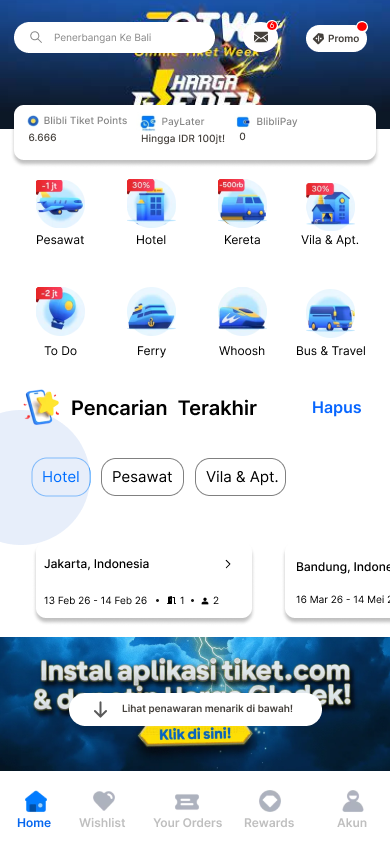 OTW
Penerbangan Ke Bali
0
Promo
Online Tiket Week
HARGA
Blibli Tiket Points
PayLater
BlibliPay
6.666
Hingga IDR 100jt!
0
-1 jt
30%
-500rb
30%
Pesawat
Hotel
Kereta
Vila & Apt.
-2 jt
To Do
Ferry
Whoosh
Bus & Travel
Pencarian Terakhir
Hapus
Hotel
Pesawat
Vila & Apt.
Jakarta, Indonesia
13 Feb 26 - 14 Feb 26 • 1 • 2
Bandung, Indone
16 Mar 26 - 14 Mei 2
Instal aplikasi tiket.com
& Gledek!
Lihat penawaran menarik di bawah!
Klik di sini!
Home
Wishlist
Your Orders
Rewards
Akun